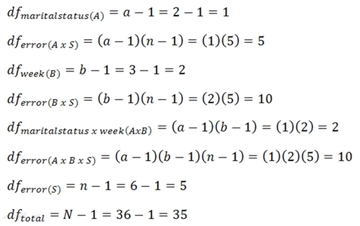 df_maritalstatus(A) = a − 1 = 2 − 1 = 1
df_error(A x S) = (a − 1)(n − 1) = (1)(5) = 5
df_week(B) = b − 1 = 3 − 1 = 2
df_error(B x S) = (b − 1)(n − 1) = (2)(5) = 10
df_maritalstatus x week(AxB) = (a − 1)(b − 1) = (1)(2) = 2
df_error(A x B x S) = (a − 1)(b − 1)(n − 1) = (1)(2)(5) = 10
df_error(S) = n − 1 = 6 − 1 = 5
df_total = N − 1 = 36 − 1 = 35